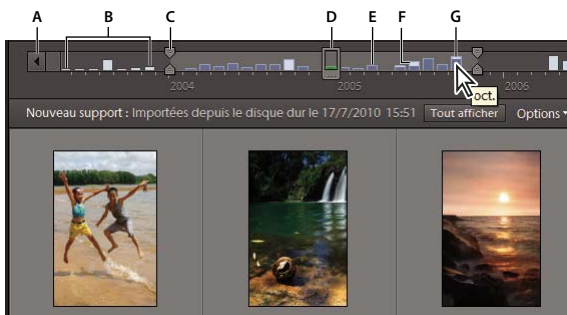 A B C D E F G
oct.
2004 2005 2006
Nouveau support : Importées depuis le disque dur le 17/7/2010 15:51 Tout afficher Options